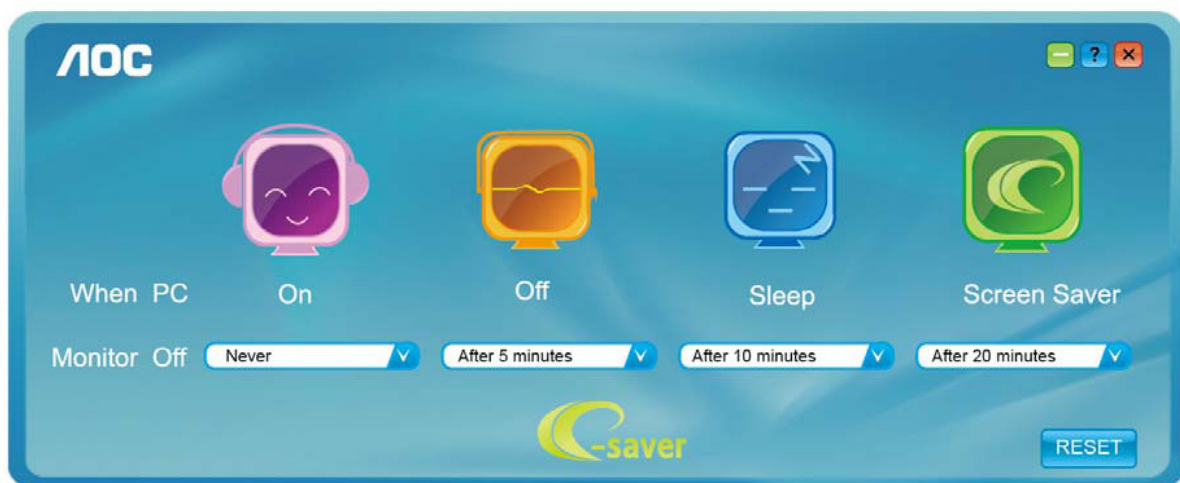 AOC
?
When PC On Off Sleep Screen Saver
Monitor Off Never After 5 minutes After 10 minutes After 20 minutes
e-saver
RESET